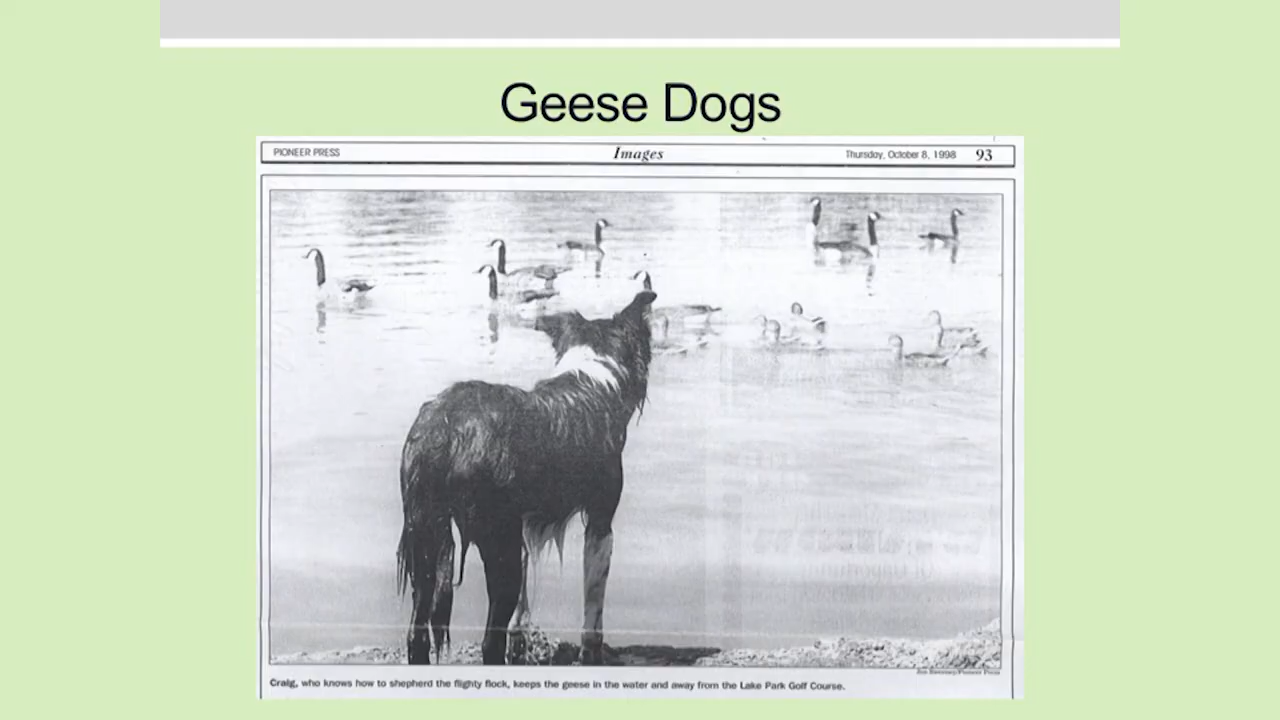 Geese Dogs
PIONEER PRESS Images Thursday, October 8, 1998 93
Craig, who knows how to shepherd the flighty flock, keeps the geese in the water and away from the Lake Park Golf Course.